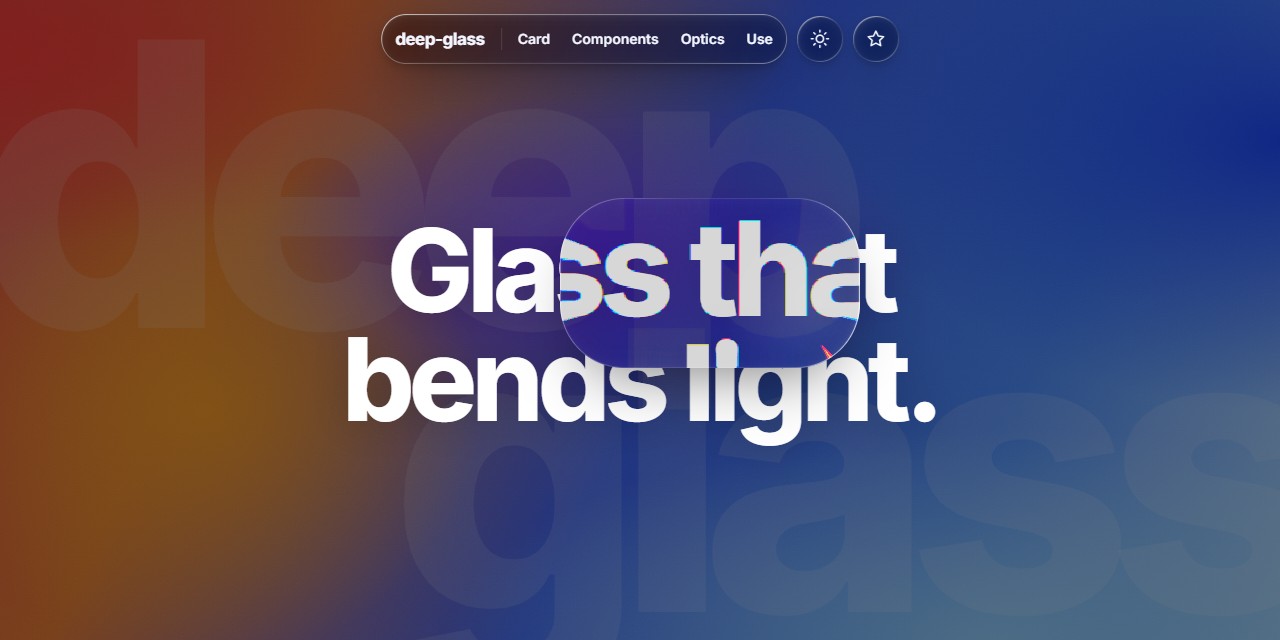 deep-glass Card Components Optics Use
deep
Glass that
bends light.
glass